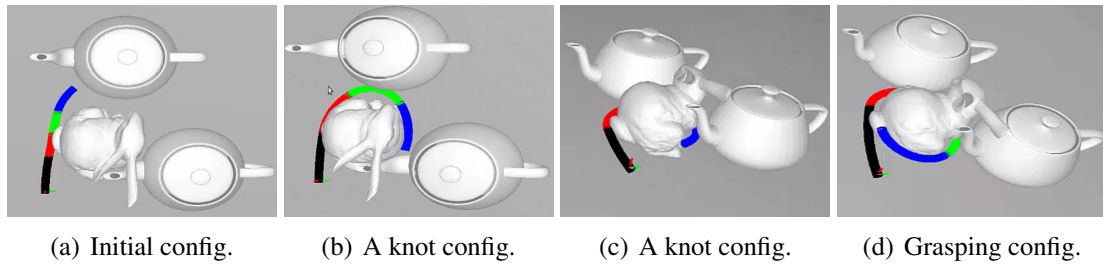 (a) Initial config.
(b) A knot config.
(c) A knot config.
(d) Grasping config.